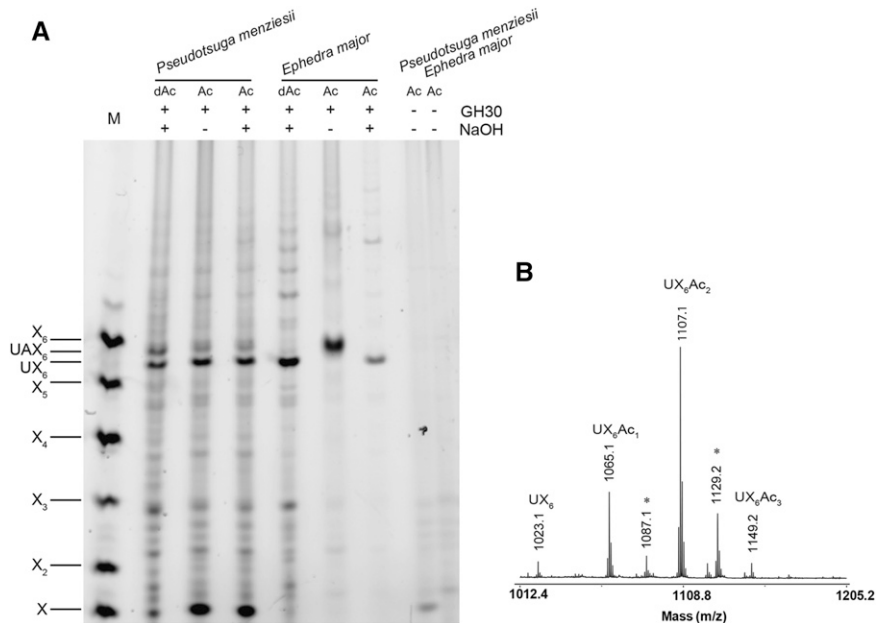 A
Pseudotsuga menziesii
Ephedra major
Pseudotsuga menziesii
Ephedra major
dAc Ac Ac dAc Ac Ac Ac Ac
M + + + + + + - - GH30
+ - + + - + - - NaOH
X6
UAX6
UX6
X5
X4
X3
X2
X
B
UX6Ac2
1107.1
UX6Ac1
1065.1
*
1129.2
*
1087.1
UX6
1023.1
UX6Ac3
1149.2
1012.4 1108.8 1205.2
Mass (m/z)